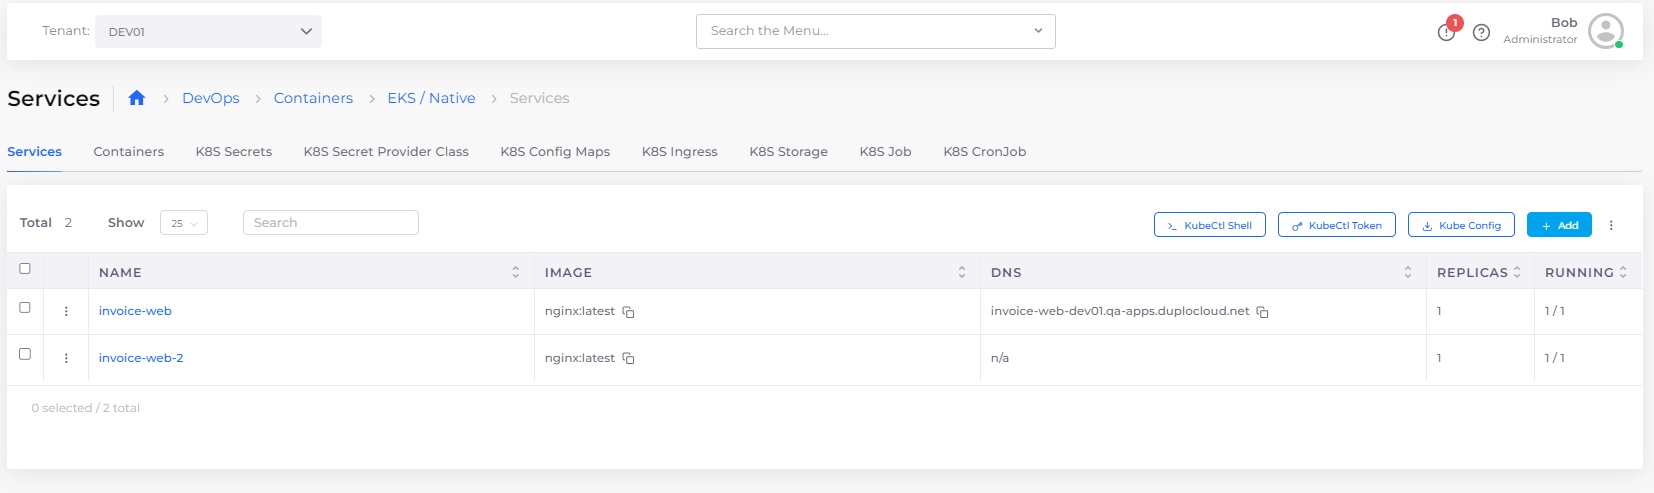 Tenant: DEV01 Search the Menu... 1 Bob
Administrator
Services DevOps Containers EKS / Native Services
Services Containers K8S Secrets K8S Secret Provider Class K8S Config Maps K8S Ingress K8S Storage K8S Job K8S CronJob
Total 2 Show 25 Search KubeCtl Shell KubeCtl Token Kube Config + Add
NAME IMAGE DNS REPLICAS RUNNING
invoice-web nginx:latest invoice-web-dev01.qa-apps.duplocloud.net 1 1 / 1
invoice-web-2 nginx:latest n/a 1 1 / 1
0 selected / 2 total